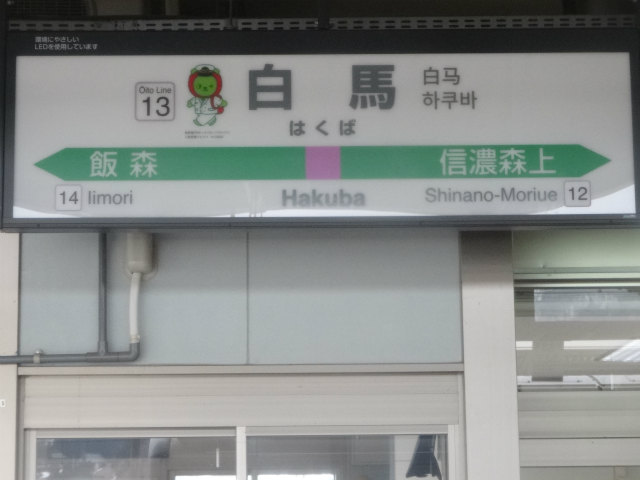 環境にやさしい
LEDを使用しています
Oito Line
13
白馬
白马
하쿠바
はくば
飯森
信濃森上
14 Iimori
Hakuba
Shinano-Moriue 12